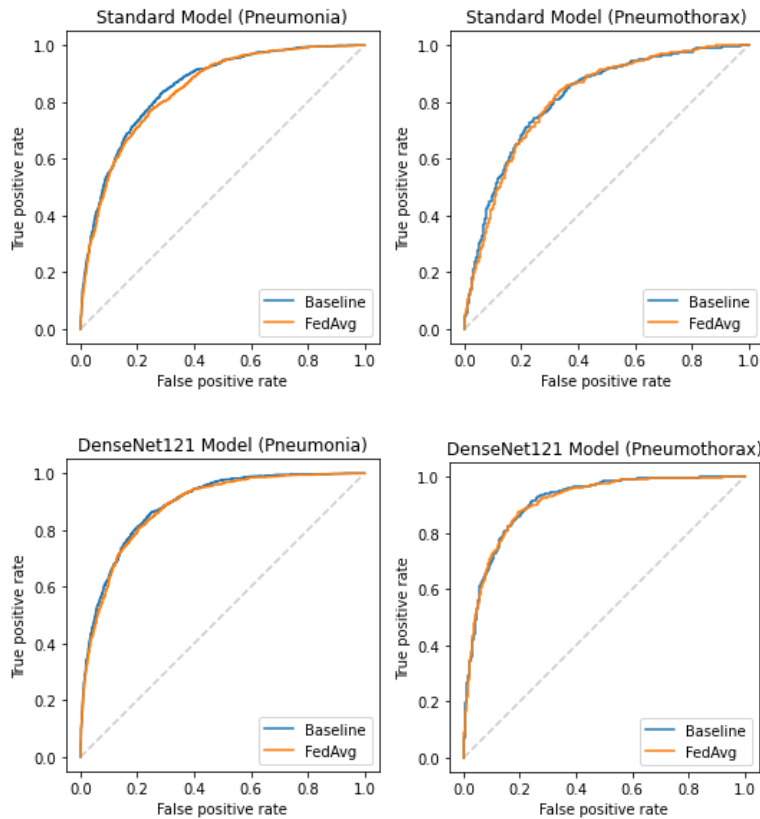 Standard Model (Pneumonia)
True positive rate
1.0
0.8
0.6
0.4
0.2
0.0
Baseline
FedAvg
0.0 0.2 0.4 0.6 0.8 1.0
False positive rate
Standard Model (Pneumothorax)
True positive rate
1.0
0.8
0.6
0.4
0.2
0.0
Baseline
FedAvg
0.0 0.2 0.4 0.6 0.8 1.0
False positive rate
DenseNet121 Model (Pneumonia)
True positive rate
1.0
0.8
0.6
0.4
0.2
0.0
Baseline
FedAvg
0.0 0.2 0.4 0.6 0.8 1.0
False positive rate
DenseNet121 Model (Pneumothorax)
True positive rate
1.0
0.8
0.6
0.4
0.2
0.0
Baseline
FedAvg
0.0 0.2 0.4 0.6 0.8 1.0
False positive rate